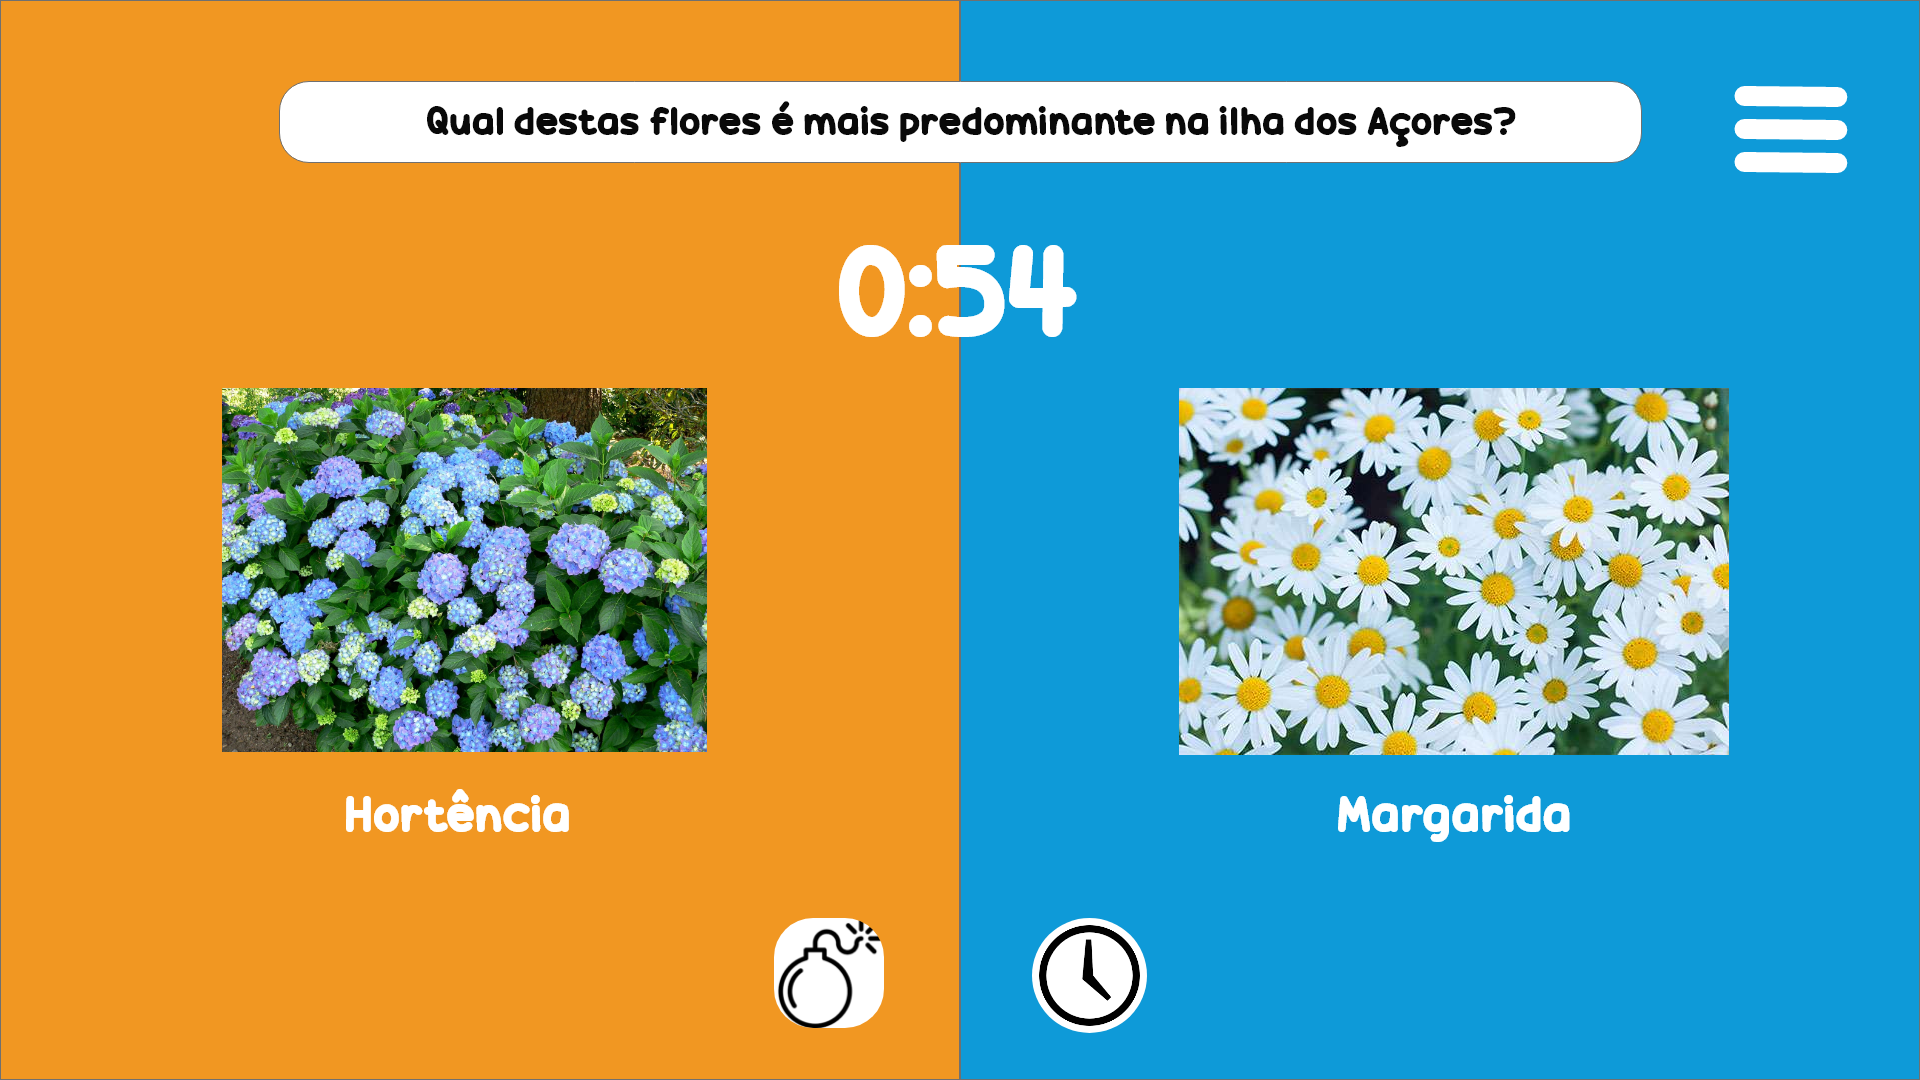 Qual destas flores é mais predominante na ilha dos Açores?
0:54
Hortência
Margarida